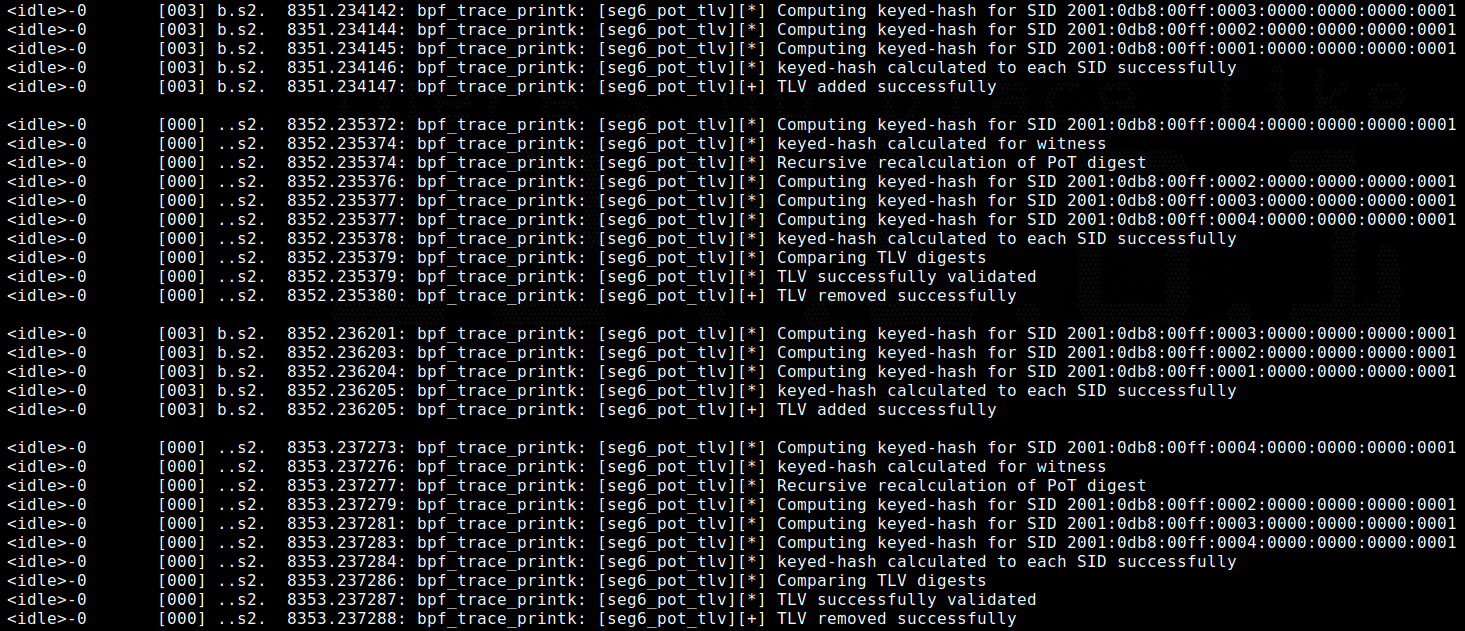 <idle>-0       [003] b.s2.  8351.234142: bpf_trace_printk: [seg6_pot_tlv][*] Computing keyed-hash for SID 2001:0db8:00ff:0003:0000:0000:0000:0001
<idle>-0       [003] b.s2.  8351.234144: bpf_trace_printk: [seg6_pot_tlv][*] Computing keyed-hash for SID 2001:0db8:00ff:0002:0000:0000:0000:0001
<idle>-0       [003] b.s2.  8351.234145: bpf_trace_printk: [seg6_pot_tlv][*] Computing keyed-hash for SID 2001:0db8:00ff:0001:0000:0000:0000:0001
<idle>-0       [003] b.s2.  8351.234146: bpf_trace_printk: [seg6_pot_tlv][*] keyed-hash calculated to each SID successfully
<idle>-0       [003] b.s2.  8351.234147: bpf_trace_printk: [seg6_pot_tlv][+] TLV added successfully

<idle>-0       [000] ..s2.  8352.235372: bpf_trace_printk: [seg6_pot_tlv][*] Computing keyed-hash for SID 2001:0db8:00ff:0004:0000:0000:0000:0001
<idle>-0       [000] ..s2.  8352.235374: bpf_trace_printk: [seg6_pot_tlv][*] keyed-hash calculated for witness
<idle>-0       [000] ..s2.  8352.235374: bpf_trace_printk: [seg6_pot_tlv][*] Recursive recalculation of PoT digest
<idle>-0       [000] ..s2.  8352.235376: bpf_trace_printk: [seg6_pot_tlv][*] Computing keyed-hash for SID 2001:0db8:00ff:0002:0000:0000:0000:0001
<idle>-0       [000] ..s2.  8352.235377: bpf_trace_printk: [seg6_pot_tlv][*] Computing keyed-hash for SID 2001:0db8:00ff:0003:0000:0000:0000:0001
<idle>-0       [000] ..s2.  8352.235377: bpf_trace_printk: [seg6_pot_tlv][*] Computing keyed-hash for SID 2001:0db8:00ff:0004:0000:0000:0000:0001
<idle>-0       [000] ..s2.  8352.235378: bpf_trace_printk: [seg6_pot_tlv][*] keyed-hash calculated to each SID successfully
<idle>-0       [000] ..s2.  8352.235379: bpf_trace_printk: [seg6_pot_tlv][*] Comparing TLV digests
<idle>-0       [000] ..s2.  8352.235379: bpf_trace_printk: [seg6_pot_tlv][*] TLV successfully validated
<idle>-0       [000] ..s2.  8352.235380: bpf_trace_printk: [seg6_pot_tlv][+] TLV removed successfully

<idle>-0       [003] b.s2.  8352.236201: bpf_trace_printk: [seg6_pot_tlv][*] Computing keyed-hash for SID 2001:0db8:00ff:0003:0000:0000:0000:0001
<idle>-0       [003] b.s2.  8352.236203: bpf_trace_printk: [seg6_pot_tlv][*] Computing keyed-hash for SID 2001:0db8:00ff:0002:0000:0000:0000:0001
<idle>-0       [003] b.s2.  8352.236204: bpf_trace_printk: [seg6_pot_tlv][*] Computing keyed-hash for SID 2001:0db8:00ff:0001:0000:0000:0000:0001
<idle>-0       [003] b.s2.  8352.236205: bpf_trace_printk: [seg6_pot_tlv][*] keyed-hash calculated to each SID successfully
<idle>-0       [003] b.s2.  8352.236205: bpf_trace_printk: [seg6_pot_tlv][+] TLV added successfully

<idle>-0       [000] ..s2.  8353.237273: bpf_trace_printk: [seg6_pot_tlv][*] Computing keyed-hash for SID 2001:0db8:00ff:0004:0000:0000:0000:0001
<idle>-0       [000] ..s2.  8353.237276: bpf_trace_printk: [seg6_pot_tlv][*] keyed-hash calculated for witness
<idle>-0       [000] ..s2.  8353.237277: bpf_trace_printk: [seg6_pot_tlv][*] Recursive recalculation of PoT digest
<idle>-0       [000] ..s2.  8353.237279: bpf_trace_printk: [seg6_pot_tlv][*] Computing keyed-hash for SID 2001:0db8:00ff:0002:0000:0000:0000:0001
<idle>-0       [000] ..s2.  8353.237281: bpf_trace_printk: [seg6_pot_tlv][*] Computing keyed-hash for SID 2001:0db8:00ff:0003:0000:0000:0000:0001
<idle>-0       [000] ..s2.  8353.237283: bpf_trace_printk: [seg6_pot_tlv][*] Computing keyed-hash for SID 2001:0db8:00ff:0004:0000:0000:0000:0001
<idle>-0       [000] ..s2.  8353.237284: bpf_trace_printk: [seg6_pot_tlv][*] keyed-hash calculated to each SID successfully
<idle>-0       [000] ..s2.  8353.237286: bpf_trace_printk: [seg6_pot_tlv][*] Comparing TLV digests
<idle>-0       [000] ..s2.  8353.237287: bpf_trace_printk: [seg6_pot_tlv][*] TLV successfully validated
<idle>-0       [000] ..s2.  8353.237288: bpf_trace_printk: [seg6_pot_tlv][+] TLV removed successfully